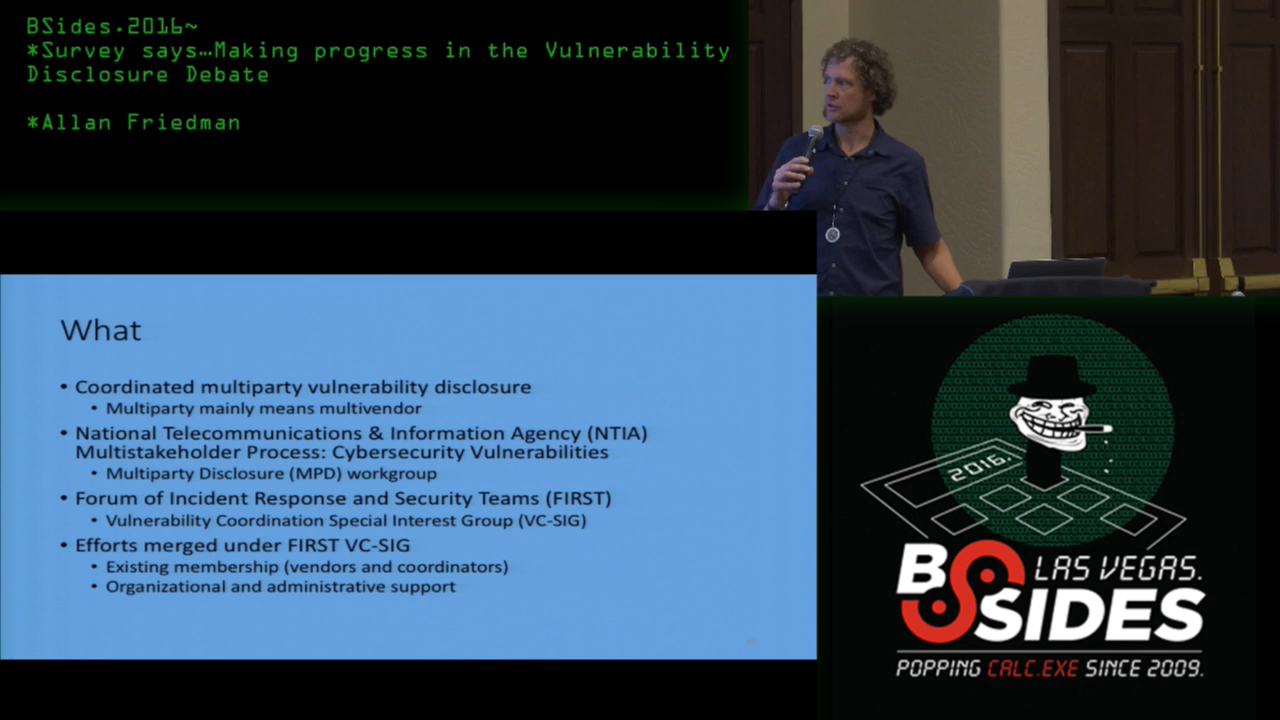 BSides.2016~
*Survey says…Making progress in the Vulnerability
Disclosure Debate
*Allan Friedman
What
• Coordinated multiparty vulnerability disclosure
• Multiparty mainly means multivendor
• National Telecommunications & Information Agency (NTIA)
Multistakeholder Process: Cybersecurity Vulnerabilities
• Multiparty Disclosure (MPD) workgroup
• Forum of Incident Response and Security Teams (FIRST)
• Vulnerability Coordination Special Interest Group (VC-SIG)
• Efforts merged under FIRST VC-SIG
• Existing membership (vendors and coordinators)
• Organizational and administrative support
2016.
BSIDES
LAS VEGAS.
POPPING CALC.EXE SINCE 2009.